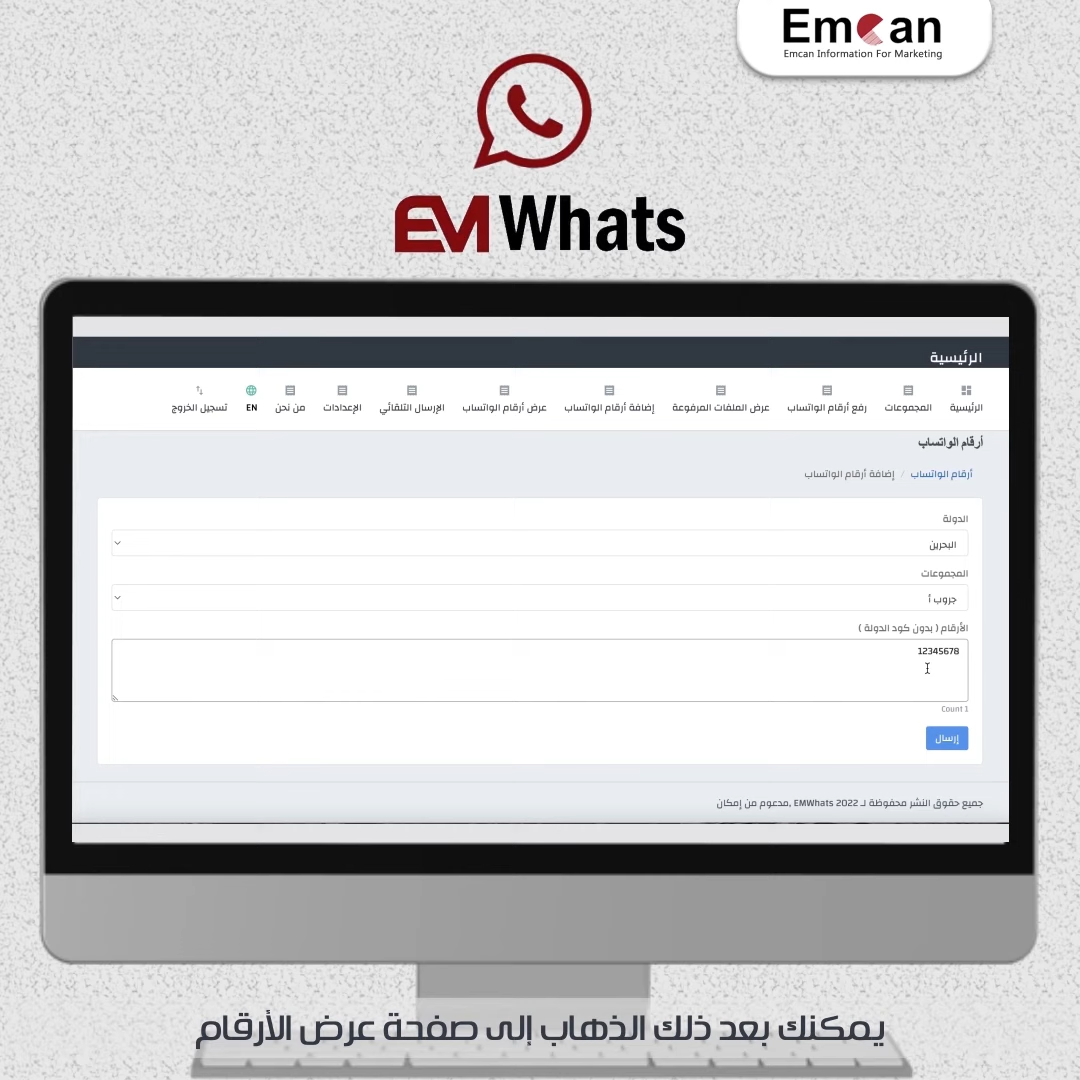 Emcan
Emcan Information For Marketing
EMWhats
الرئيسية
الرئيسية المجموعات رفع أرقام الواتساب عرض الملفات المرفوعة إضافة أرقام الواتساب عرض أرقام الواتساب الإرسال التلقائي الإعدادات من نحن EN تسجيل الخروج
أرقام الواتساب
أرقام الواتساب / إضافة أرقام الواتساب
الدولة
البحرين
المجموعات
جروب أ
الأرقام ( بدون كود الدولة )
12345678
Count 1
إرسال
جميع حقوق النشر محفوظة لـ EMWhats 2022 ,مدعوم من إمكان
يمكنك بعد ذلك الذهاب إلى صفحة عرض الأرقام